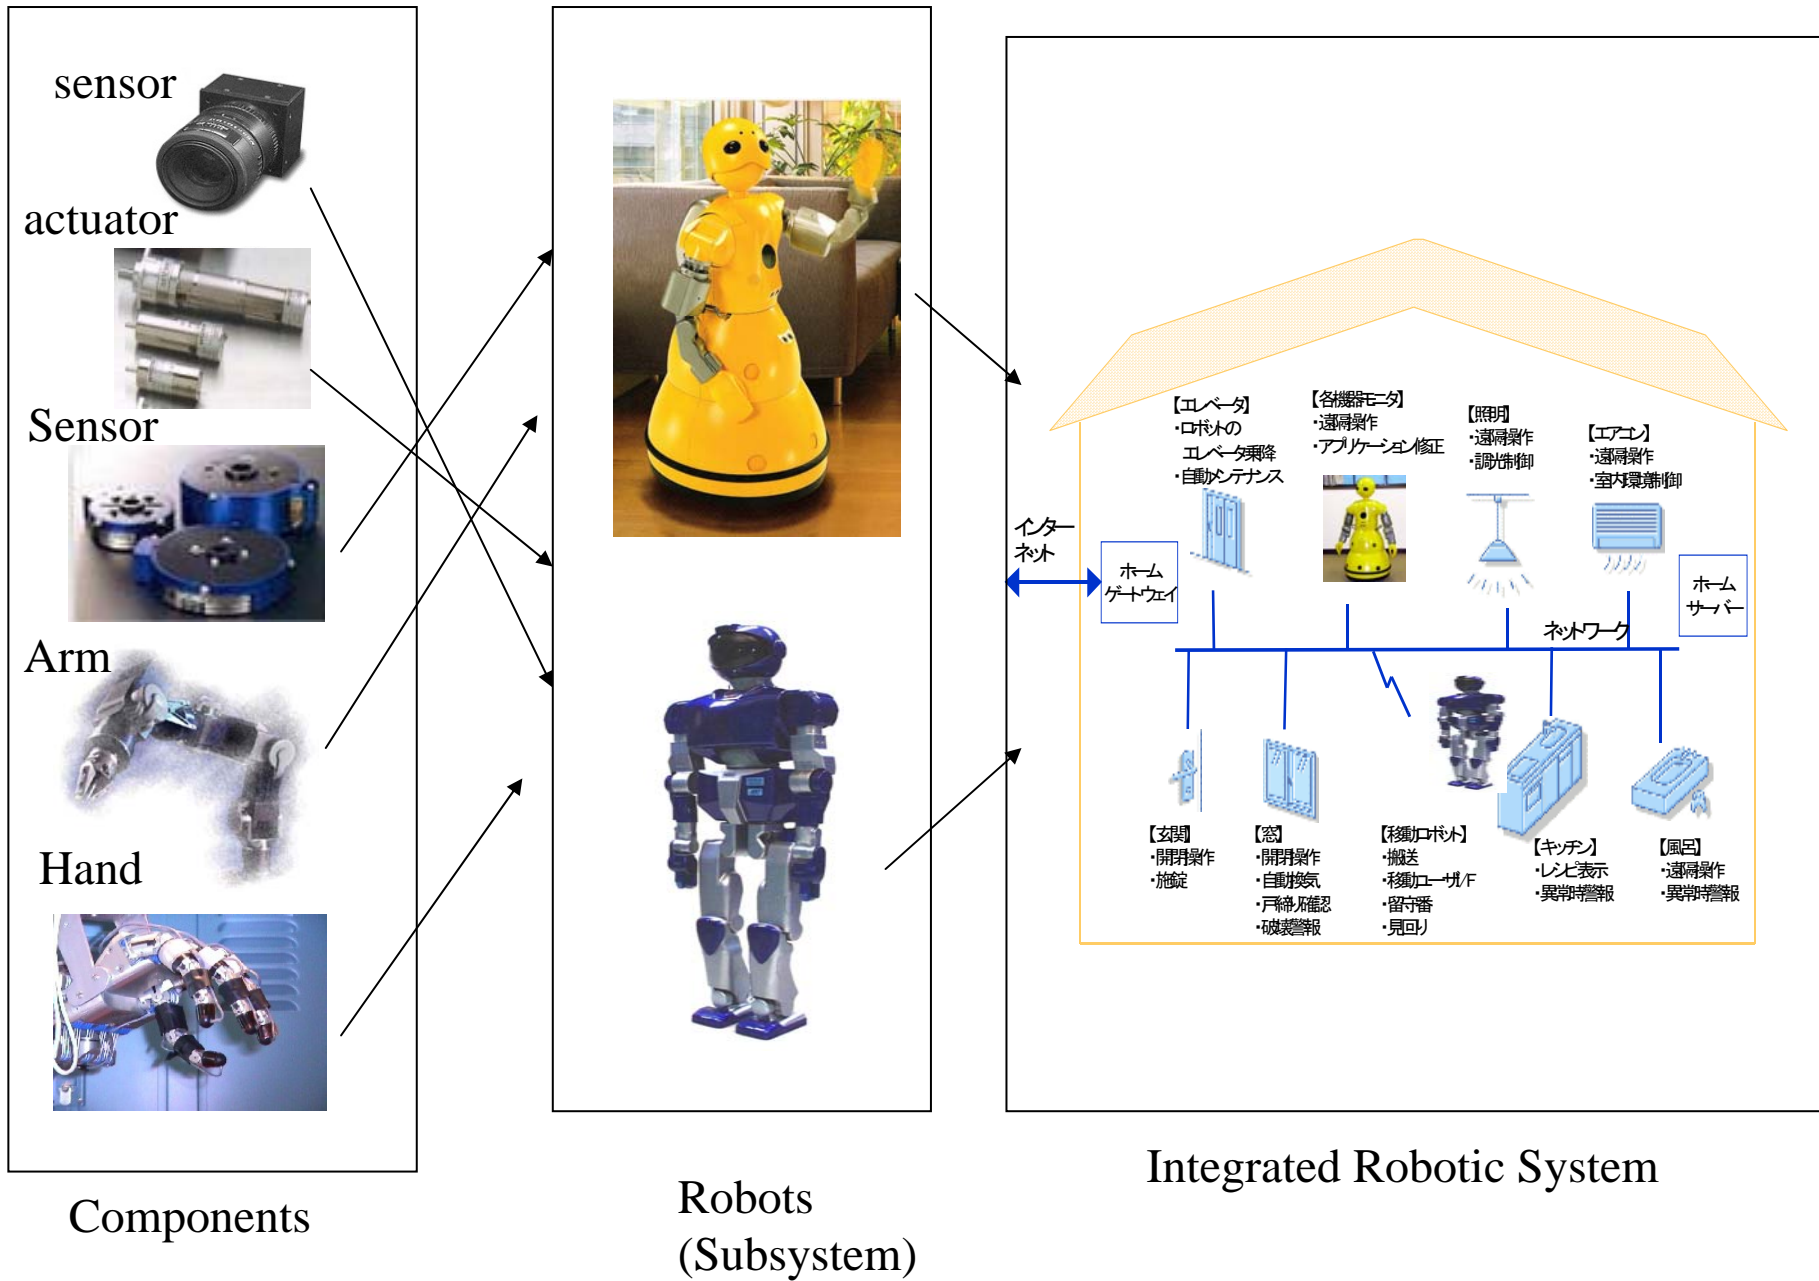 sensor
actuator
Sensor
Arm
Hand
Components
Robots
(Subsystem)
【エレベータ】
・ロボットの
エレベータ乗降
・自動メンテナンス
【各機器モニタ】
・遠隔操作
・アプリケーション修正
【照明】
・遠隔操作
・調光制御
【エアコン】
・遠隔操作
・室内環境制御
インター
ネット
ホーム
ゲートウェイ
ホーム
サーバー
ネットワーク
【玄関】
・開閉操作
・施錠
【窓】
・開閉操作
・自動換気
・戸締り確認
・破壊警報
【移動ロボット】
・搬送
・移動ユーザI/F
・留守番
・見回り
【キッチン】
・レシピ表示
・異常時警報
【風呂】
・遠隔操作
・異常時警報
Integrated Robotic System